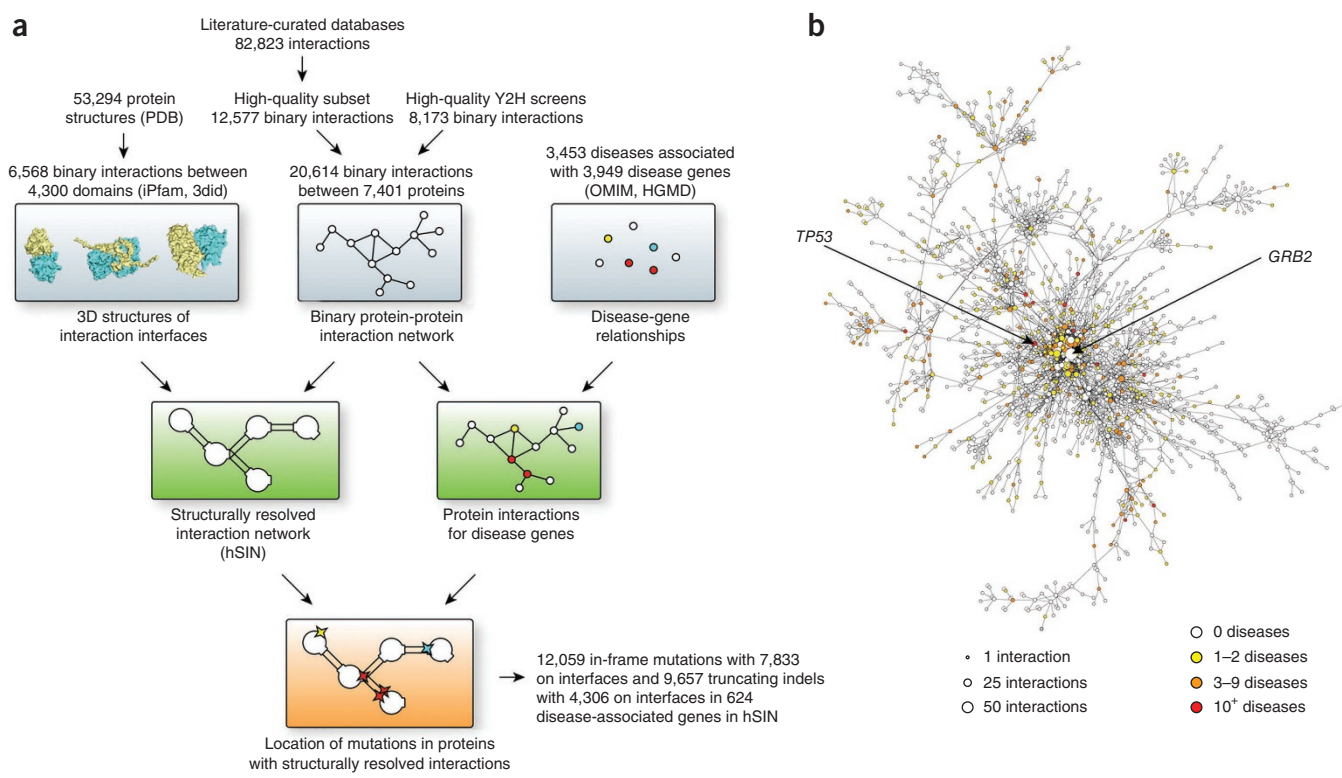 a
Literature-curated databases
82,823 interactions
53,294 protein
structures (PDB)
High-quality subset
12,577 binary interactions
High-quality Y2H screens
8,173 binary interactions
6,568 binary interactions between
4,300 domains (iPfam, 3did)
20,614 binary interactions
between 7,401 proteins
3,453 diseases associated
with 3,949 disease genes
(OMIM, HGMD)
3D structures of
interaction interfaces
Binary protein-protein
interaction network
Disease-gene
relationships
Structurally resolved
interaction network
(hSIN)
Protein interactions
for disease genes
12,059 in-frame mutations with 7,833
on interfaces and 9,657 truncating indels
with 4,306 on interfaces in 624
disease-associated genes in hSIN
Location of mutations in proteins
with structurally resolved interactions
b
TP53
GRB2
1 interaction
25 interactions
50 interactions
0 diseases
1–2 diseases
3–9 diseases
10+ diseases